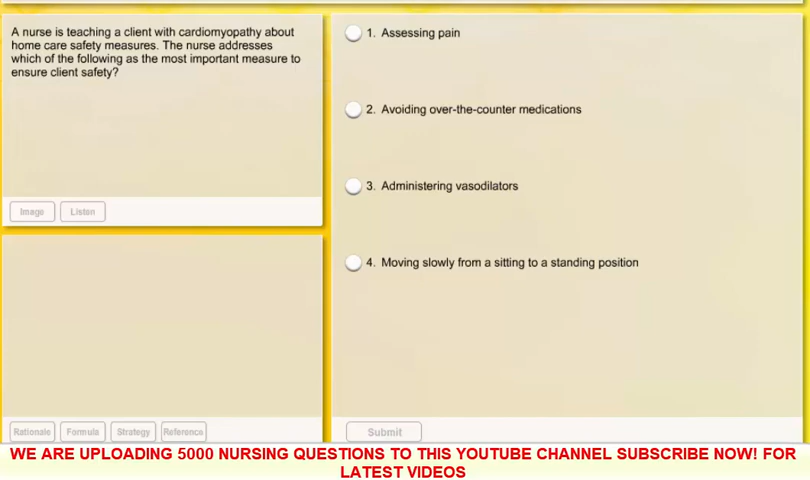 A nurse is teaching a client with cardiomyopathy about
home care safety measures. The nurse addresses
which of the following as the most important measure to
ensure client safety?
Image Listen
1. Assessing pain
2. Avoiding over-the-counter medications
3. Administering vasodilators
4. Moving slowly from a sitting to a standing position
Rationale Formula Strategy Reference
Submit
WE ARE UPLOADING 5000 NURSING QUESTIONS TO THIS YOUTUBE CHANNEL SUBSCRIBE NOW! FOR
LATEST VIDEOS